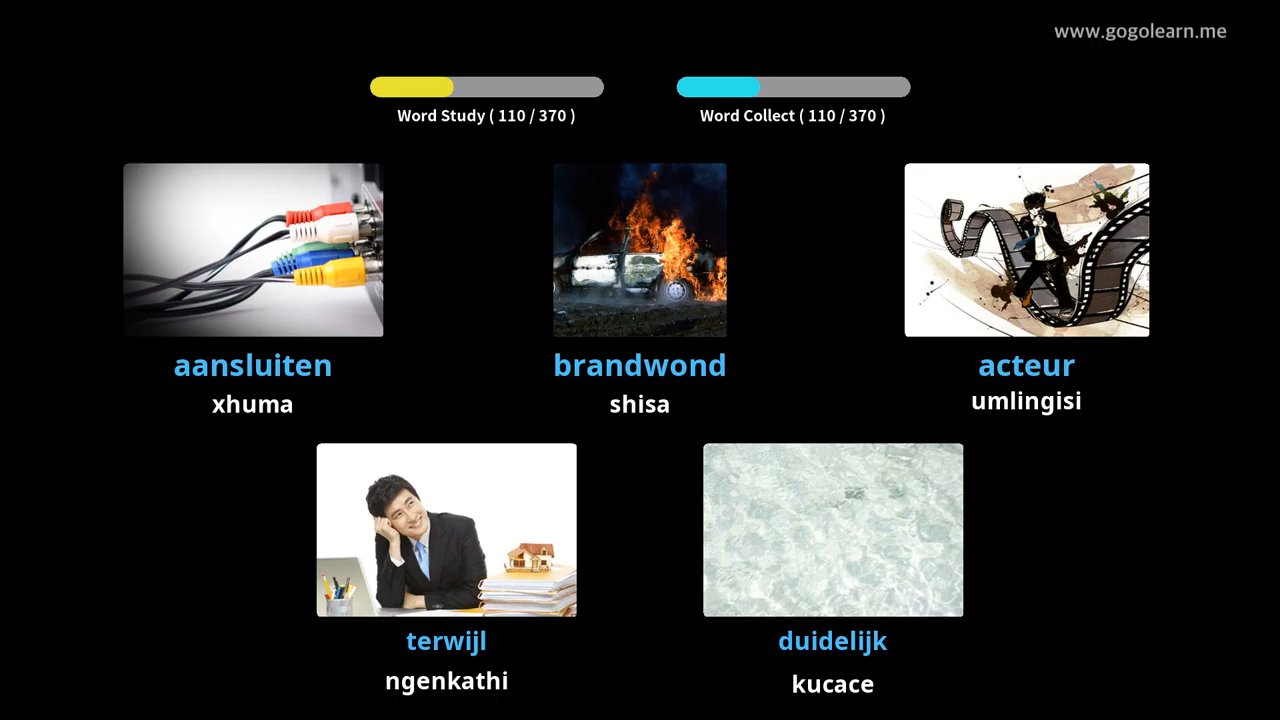 www.gogolearn.me
Word Study ( 110 / 370 )
Word Collect ( 110 / 370 )
aansluiten
xhuma
brandwond
shisa
acteur
umlingisi
terwijl
ngenkathi
duidelijk
kucace